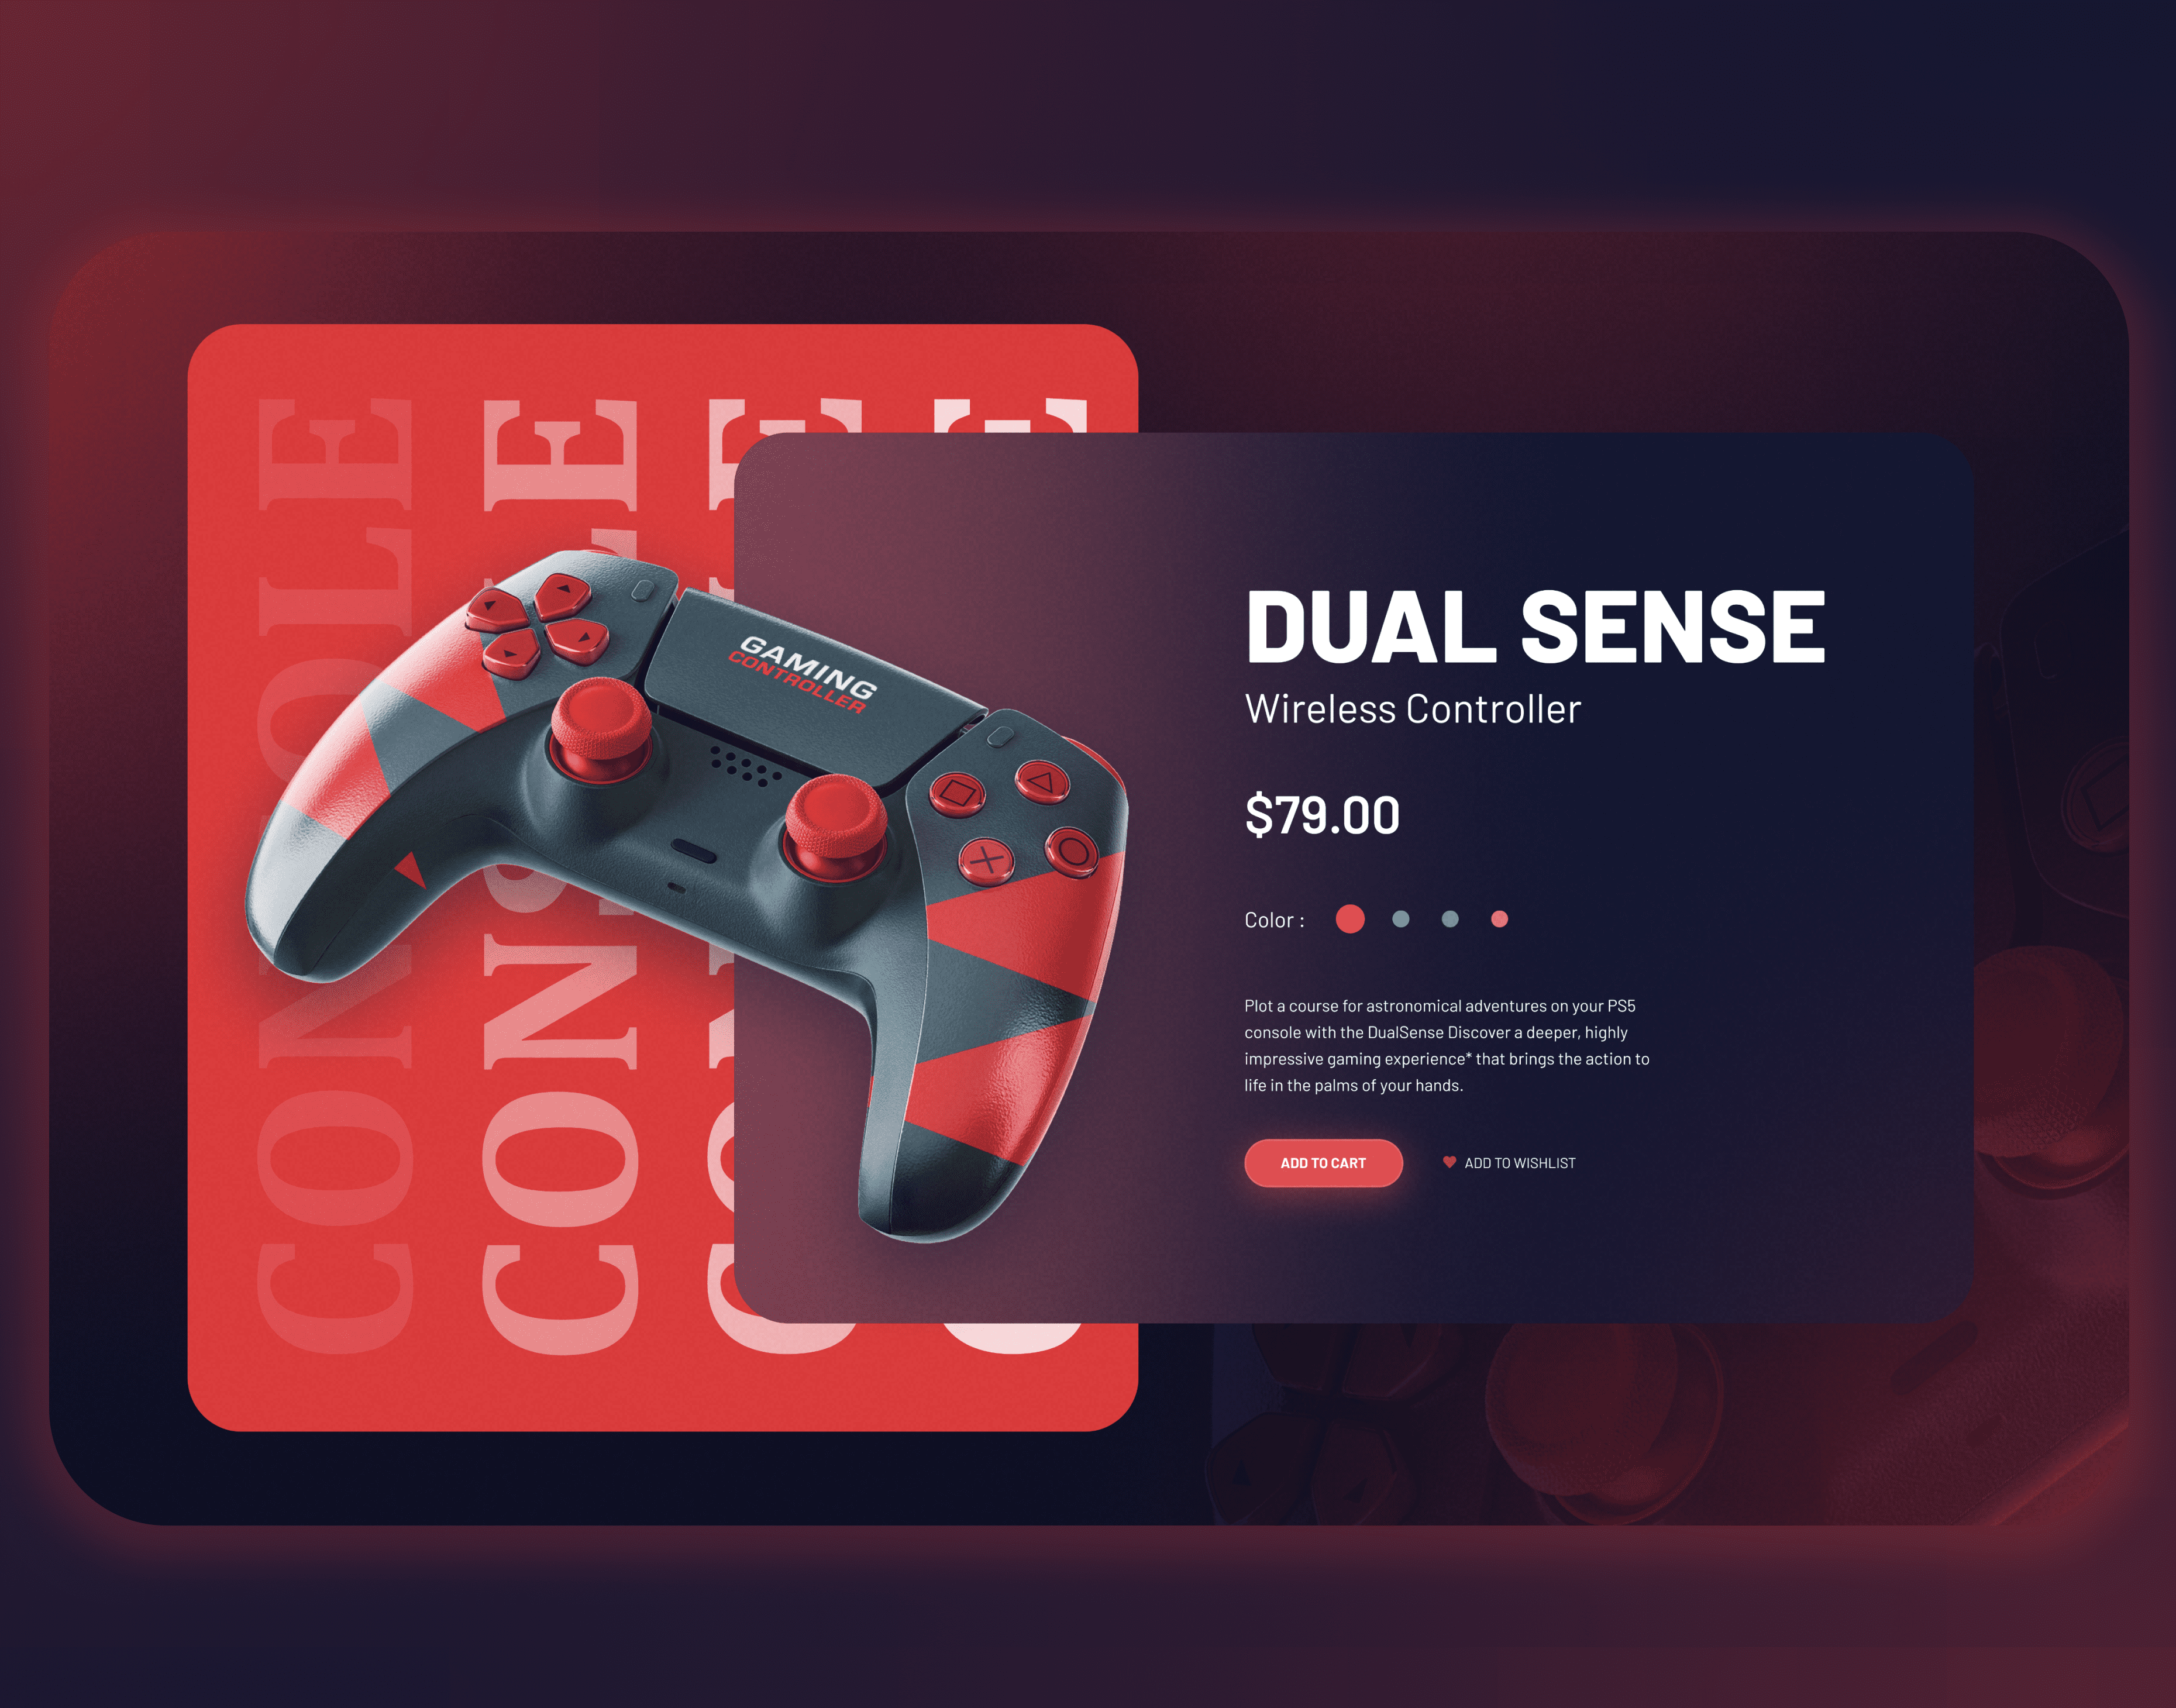 CONSOLE
CONSOLE
GAMING
CONTROLLER
DUAL SENSE
Wireless Controller
$79.00
Color :
Plot a course for astronomical adventures on your PS5
console with the DualSense Discover a deeper, highly
impressive gaming experience* that brings the action to
life in the palms of your hands.
ADD TO CART
ADD TO WISHLIST